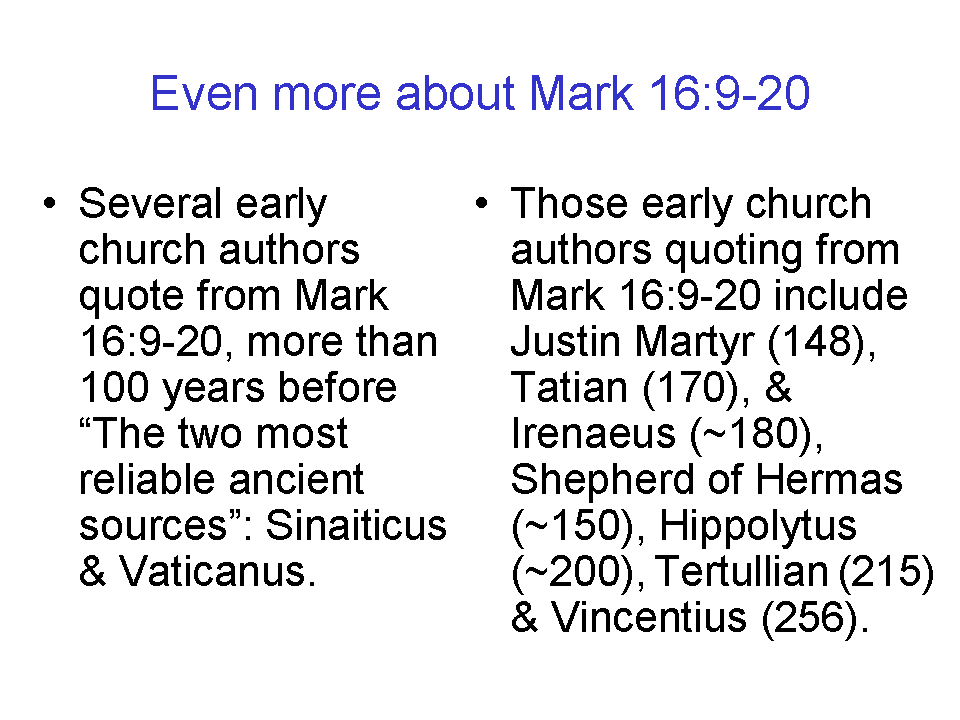 Even more about Mark 16:9-20
• Several early
church authors
quote from Mark
16:9-20, more than
100 years before
“The two most
reliable ancient
sources”: Sinaiticus
& Vaticanus.
• Those early church
authors quoting from
Mark 16:9-20 include
Justin Martyr (148),
Tatian (170), &
Irenaeus (~180),
Shepherd of Hermas
(~150), Hippolytus
(~200), Tertullian (215)
& Vincentius (256).